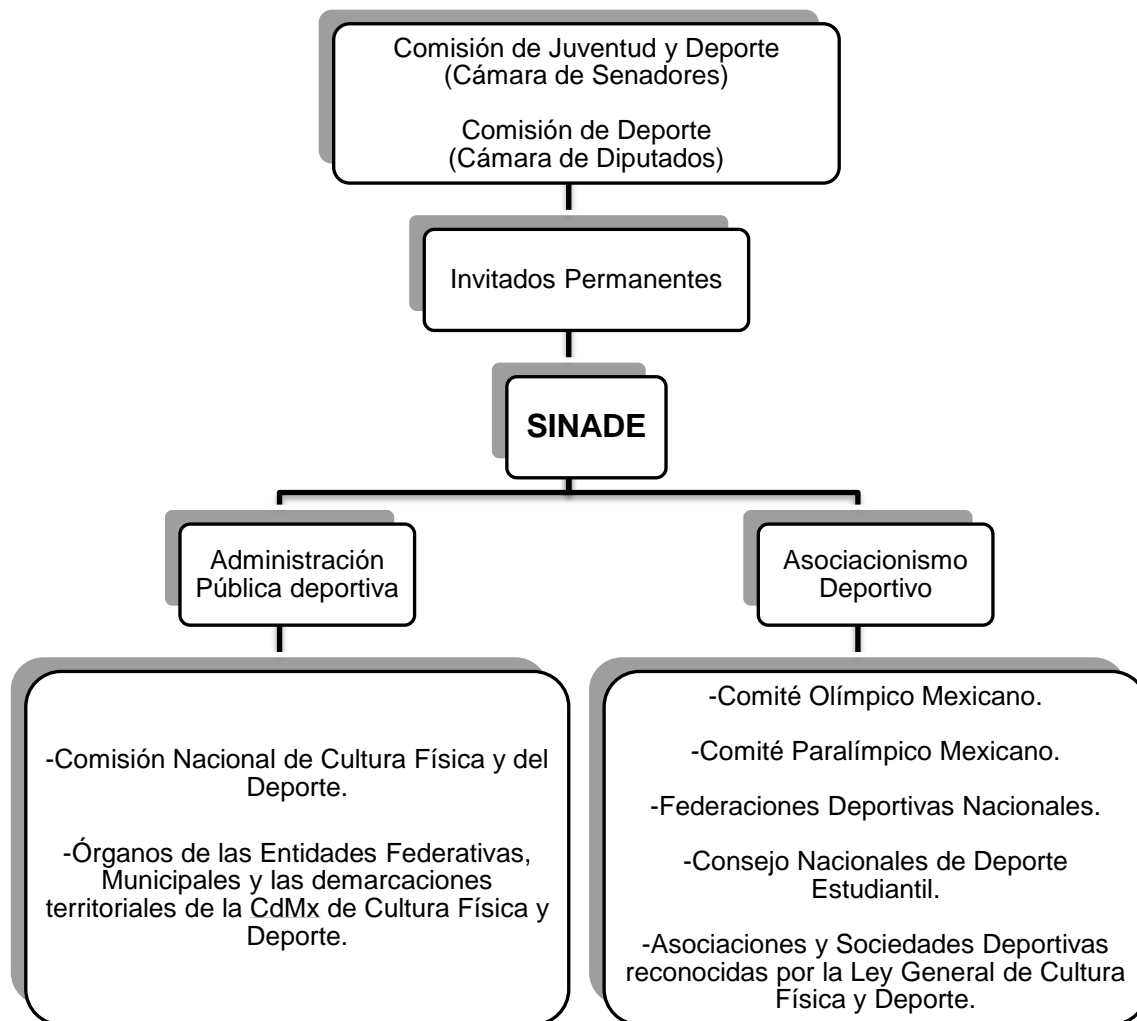 Comisión de Juventud y Deporte
(Cámara de Senadores)
Comisión de Deporte
(Cámara de Diputados)
Invitados Permanentes
SINADE
Administración
Pública deportiva
Asociacionismo
Deportivo
-Comisión Nacional de Cultura Física y del
Deporte.
-Órganos de las Entidades Federativas,
Municipales y las demarcaciones
territoriales de la CdMx de Cultura Física y
Deporte.
-Comité Olímpico Mexicano.
-Comité Paralímpico Mexicano.
-Federaciones Deportivas Nacionales.
-Consejo Nacionales de Deporte
Estudiantil.
-Asociaciones y Sociedades Deportivas
reconocidas por la Ley General de Cultura
Física y Deporte.